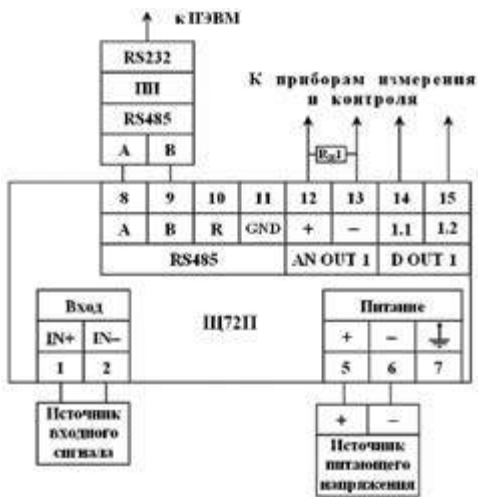 к ПЭВМ
RS232
ПИ
RS485
A B
К приборам измерения
и контроля
Rн1
8 9 10 11 12 13 14 15
A B R GND + − 1.1 1.2
RS485 AN OUT 1 D OUT 1
Вход
IN+ IN−
1 2
Щ72П
Питание
+ −
5 6 7
Источник
входного
сигнала
+ −
Источник
питающего
напряжения